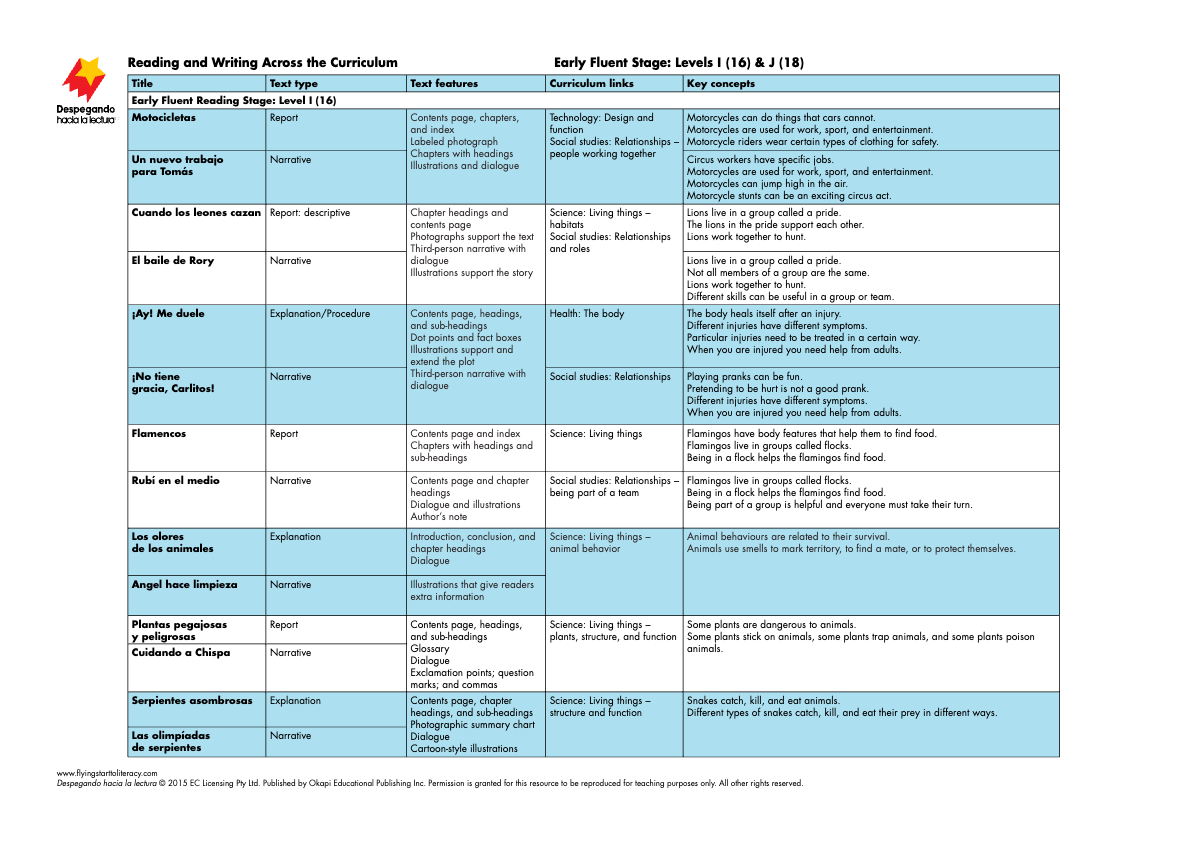 Reading and Writing Across the Curriculum
Early Fluent Stage: Levels I (16) & J (18)
Despegando
hacia la lectura
Title
Text type
Text features
Curriculum links
Key concepts
Early Fluent Reading Stage: Level I (16)
Motocicletas
Report
Contents page, chapters,
and index
Labeled photograph
Chapters with headings
Illustrations and dialogue
Technology: Design and
function
Social studies: Relationships –
people working together
Motorcycles can do things that cars cannot.
Motorcycles are used for work, sport, and entertainment.
Motorcycle riders wear certain types of clothing for safety.
Un nuevo trabajo
para Tomás
Narrative
Circus workers have specific jobs.
Motorcycles are used for work, sport, and entertainment.
Motorcycles can jump high in the air.
Motorcycle stunts can be an exciting circus act.
Cuando los leones cazan
Report: descriptive
Chapter headings and
contents page
Photographs support the text
Third-person narrative with
dialogue
Illustrations support the story
Science: Living things –
habitats
Social studies: Relationships
and roles
Lions live in a group called a pride.
The lions in the pride support each other.
Lions work together to hunt.
El baile de Rory
Narrative
Lions live in a group called a pride.
Not all members of a group are the same.
Lions work together to hunt.
Different skills can be useful in a group or team.
¡Ay! Me duele
Explanation/Procedure
Contents page, headings,
and sub-headings
Dot points and fact boxes
Illustrations support and
extend the plot
Third-person narrative with
dialogue
Health: The body
The body heals itself after an injury.
Different injuries have different symptoms.
Particular injuries need to be treated in a certain way.
When you are injured you need help from adults.
¡No tiene
gracia, Carlitos!
Narrative
Social studies: Relationships
Playing pranks can be fun.
Pretending to be hurt is not a good prank.
Different injuries have different symptoms.
When you are injured you need help from adults.
Flamencos
Report
Contents page and index
Chapters with headings and
sub-headings
Science: Living things
Flamingos have body features that help them to find food.
Flamingos live in groups called flocks.
Being in a flock helps the flamingos find food.
Rubí en el medio
Narrative
Contents page and chapter
headings
Dialogue and illustrations
Author's note
Social studies: Relationships –
being part of a team
Flamingos live in groups called flocks.
Being in a flock helps the flamingos find food.
Being part of a group is helpful and everyone must take their turn.
Los olores
de los animales
Explanation
Introduction, conclusion, and
chapter headings
Dialogue
Science: Living things –
animal behavior
Animal behaviours are related to their survival.
Animals use smells to mark territory, to find a mate, or to protect themselves.
Angel hace limpieza
Narrative
Illustrations that give readers
extra information
Plantas pegajosas
y peligrosas
Report
Contents page, headings,
and sub-headings
Glossary
Dialogue
Exclamation points; question
marks; and commas
Science: Living things –
plants, structure, and function
Some plants are dangerous to animals.
Some plants stick on animals, some plants trap animals, and some plants poison
animals.
Cuidando a Chispa
Narrative
Serpientes asombrosas
Explanation
Contents page, chapter
headings, and sub-headings
Photographic summary chart
Dialogue
Cartoon-style illustrations
Science: Living things –
structure and function
Snakes catch, kill, and eat animals.
Different types of snakes catch, kill, and eat their prey in different ways.
Las olimpíadas
de serpientes
Narrative
www.flyingstarttoliteracy.com
Despegando hacia la lectura © 2015 EC Licensing Pty Ltd. Published by Okapi Educational Publishing Inc. Permission is granted for this resource to be reproduced for teaching purposes only. All other rights reserved.